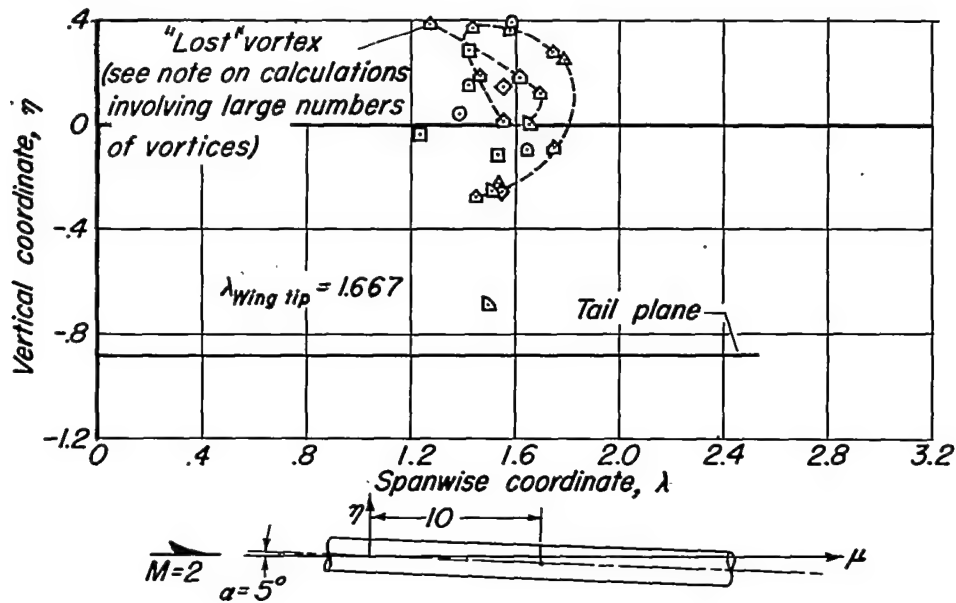 .4
"Lost" vortex
(see note on calculations
involving large numbers
of vortices)
0
-.4
-.8
-1.2
Vertical coordinate, η
λWing tip = 1.667
Tail plane
0 .4 0.8 1.2 1.6 2.0 2.4 2.8 3.2
Spanwise coordinate, λ
η
10
μ
M=2
α=5°